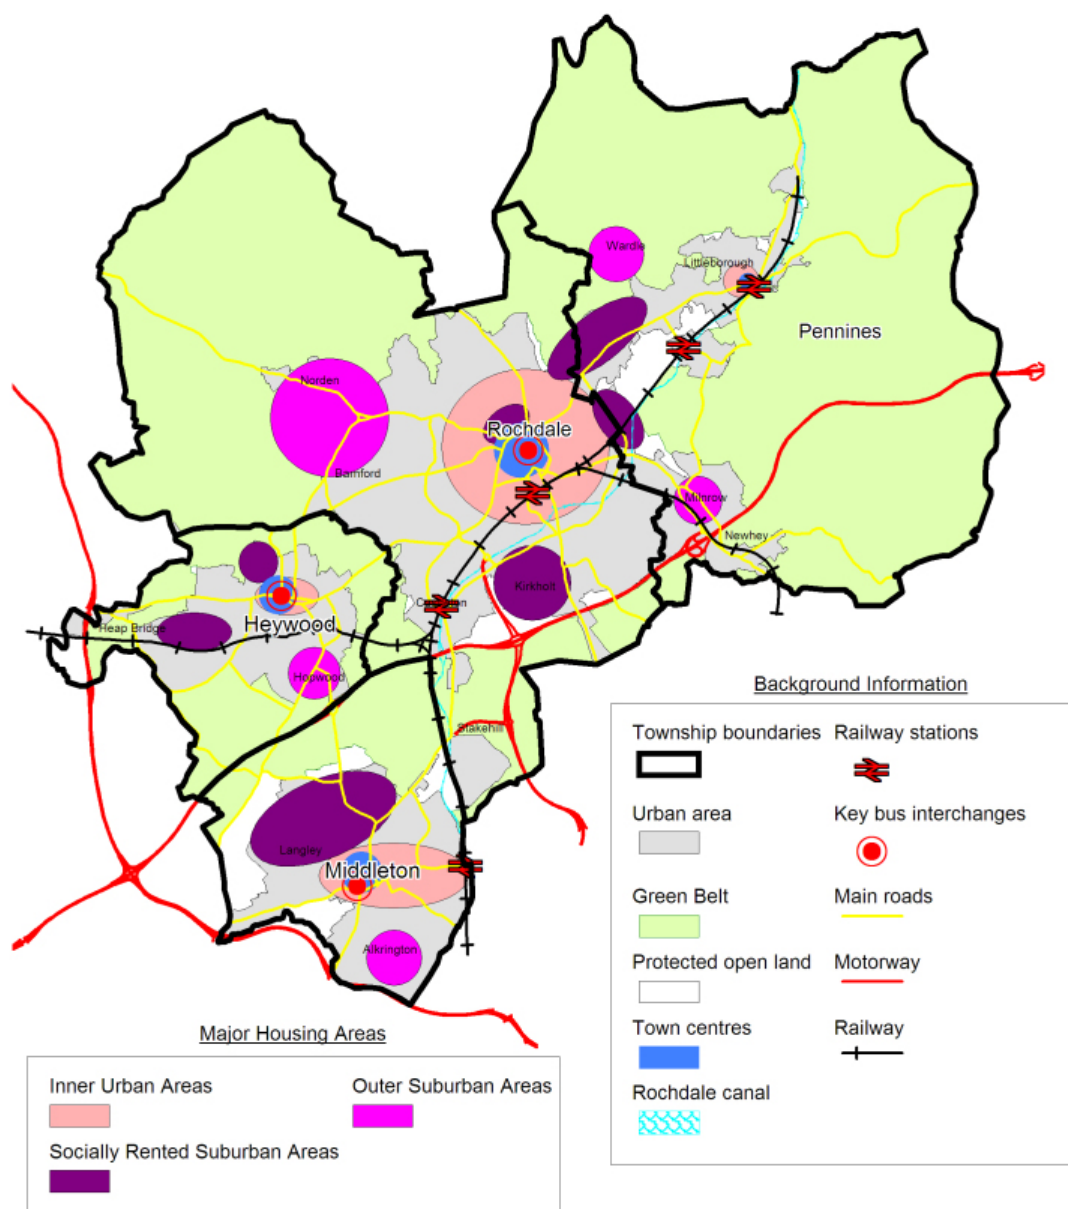 Wardle
Littleborough
Pennines
Norden
Rochdale
Bamford
Milnrow
Newhey
Kirkholt
Heap Bridge
Heywood
Hopwood
Stakehill
Langley
Middleton
Alkrington
Background Information
Township boundaries
Railway stations
Urban area
Key bus interchanges
Green Belt
Main roads
Protected open land
Motorway
Town centres
Railway
Rochdale canal
Major Housing Areas
Inner Urban Areas
Outer Suburban Areas
Socially Rented Suburban Areas